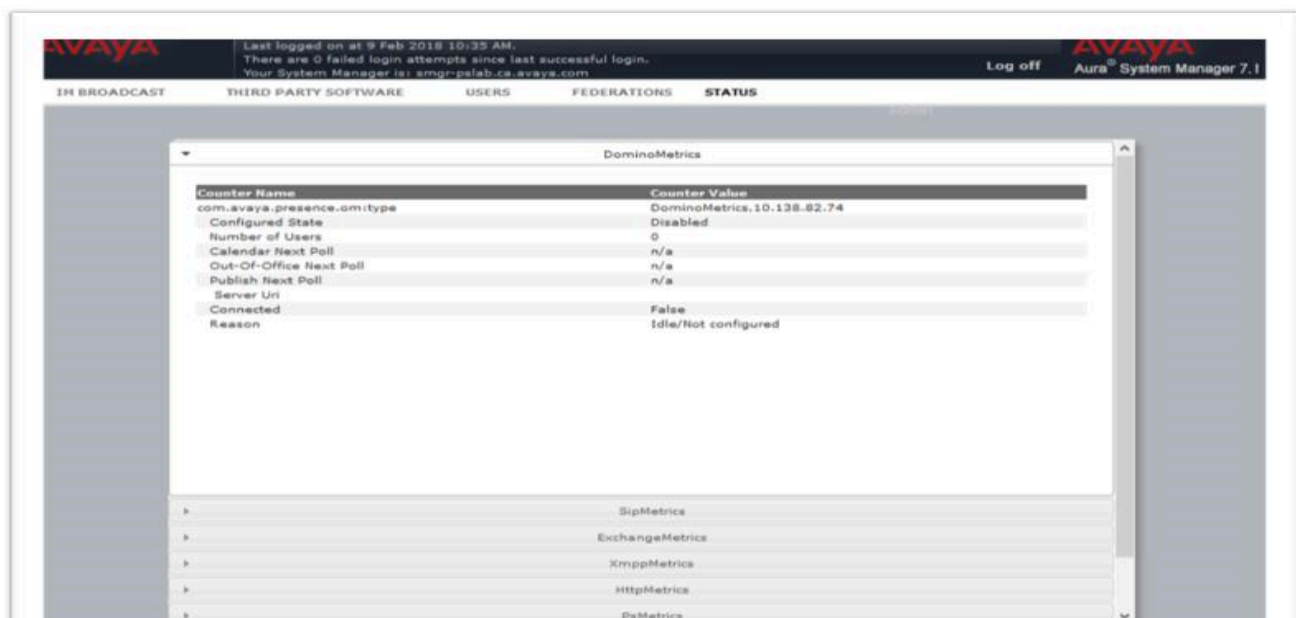 AVAYA
Last logged on at 9 Feb 2018 10:35 AM.
There are 0 failed login attempts since last successful login.
Your System Manager is: smgr-pslab.ca.avaya.com
Log off
AVAYA
Aura® System Manager 7.1
IM BROADCAST THIRD PARTY SOFTWARE USERS FEDERATIONS STATUS
admin
DominoMetrics
Counter Name Counter Value
com.avaya.presence.om:type DominoMetrics.10.138.82.74
Configured State Disabled
Number of Users 0
Calendar Next Poll n/a
Out-Of-Office Next Poll n/a
Publish Next Poll n/a
Server Uri
Connected False
Reason Idle/Not configured
SipMetrics
ExchangeMetrics
XmppMetrics
HttpMetrics
PsMetrics